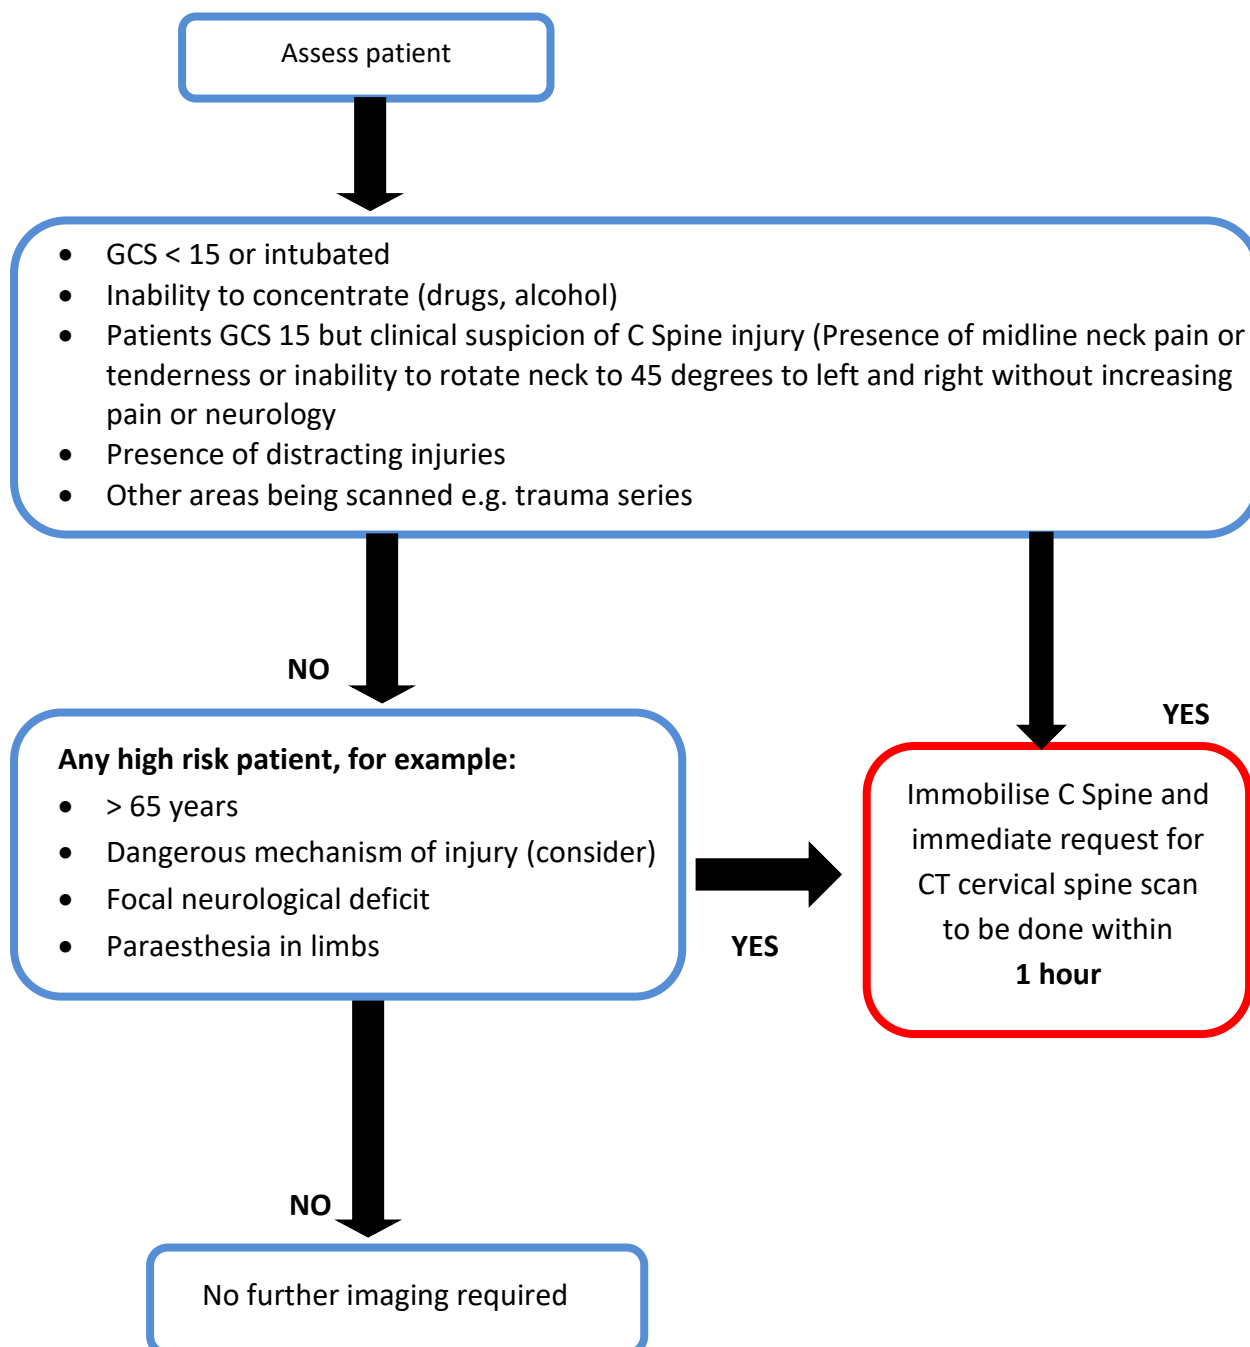 Assess patient
• GCS < 15 or intubated
• Inability to concentrate (drugs, alcohol)
• Patients GCS 15 but clinical suspicion of C Spine injury (Presence of midline neck pain or
tenderness or inability to rotate neck to 45 degrees to left and right without increasing
pain or neurology
• Presence of distracting injuries
• Other areas being scanned e.g. trauma series
NO
YES
Any high risk patient, for example:
• > 65 years
• Dangerous mechanism of injury (consider)
• Focal neurological deficit
• Paraesthesia in limbs
YES
Immobilise C Spine and
immediate request for
CT cervical spine scan
to be done within
1 hour
NO
No further imaging required